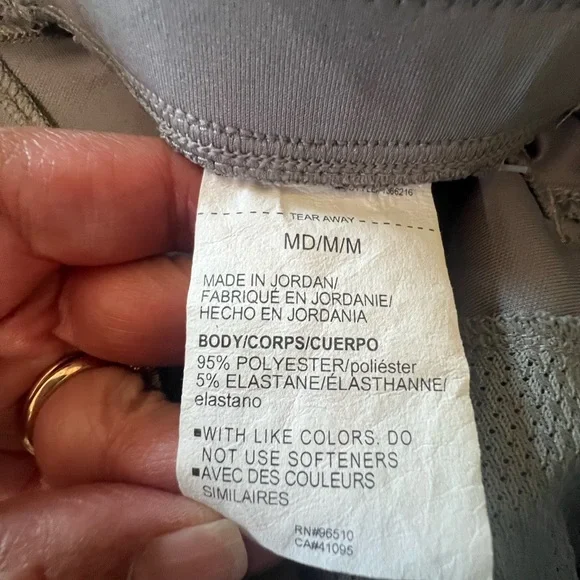 TEAR AWAY
MD/M/M
MADE IN JORDAN/
FABRIQUÉ EN JORDANIE/
HECHO EN JORDANIA
BODY/CORPS/CUERPO
95% POLYESTER/poliéster
5% ELASTANE/ÉLASTHANNE/
elastano
▪WITH LIKE COLORS. DO
NOT USE SOFTENERS
▪AVEC DES COULEURS
SIMILAIRES
RN#96510
CA#41095